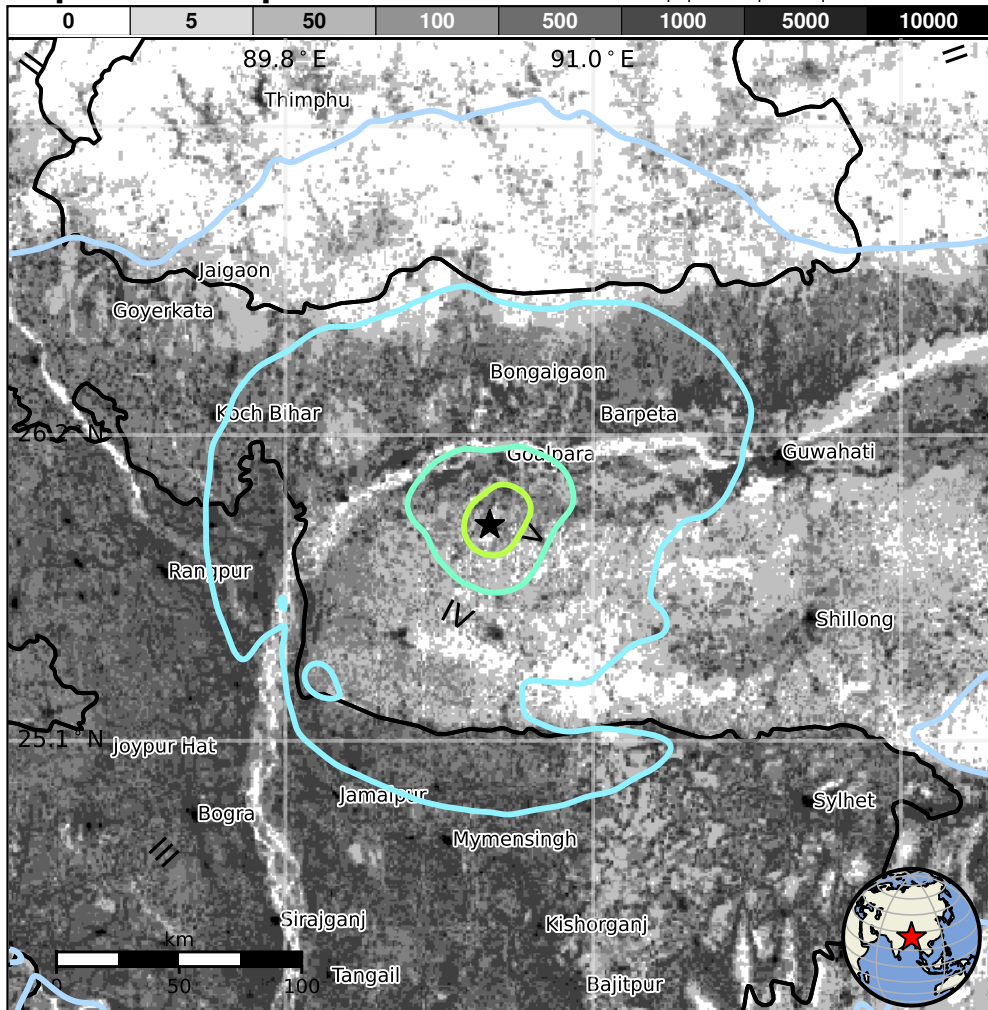 0 5 50 100 500 1000 5000 10000
89.8°E 91.0°E
II II
Thimphu
Jaigaon
Goyerkata
Bongaigaon
Koch Bihar Barpeta
26.2°N
Goalpara Guwahati
V
Rangpur
IV Shillong
25.1°N
Joypur Hat
Jamalpur Sylhet
Bogra
Mymensingh
III
Sirajganj Kishorganj
km
Tangail Bajitpur
0 50 100